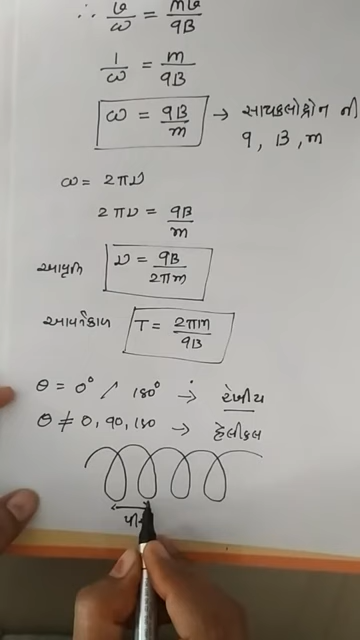 ∴ v/ω = mv/qB
1/ω = m/qB
ω = qB/m → સાયક્લોટ્રોન ની
q, B, m
ω = 2πν
2πν = qB/m
આવૃત્તિ ν = qB/2πm
આવર્તકાળ T = 2πm/qB
θ = 0° / 180° → રેખીય
θ ≠ 0, 90, 180 → હેલીકલ